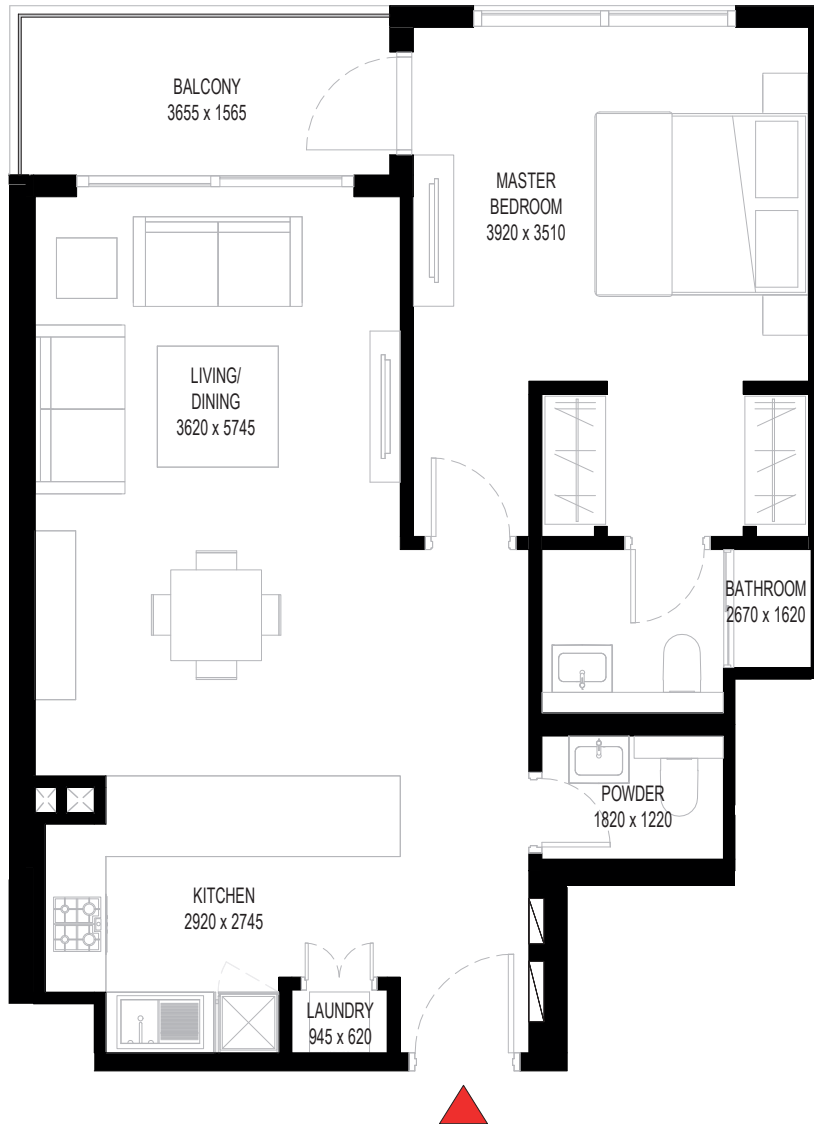 BALCONY
3655 x 1565
MASTER
BEDROOM
3920 x 3510
LIVING/
DINING
3620 x 5745
BATHROOM
2670 x 1620
POWDER
1820 x 1220
KITCHEN
2920 x 2745
LAUNDRY
945 x 620